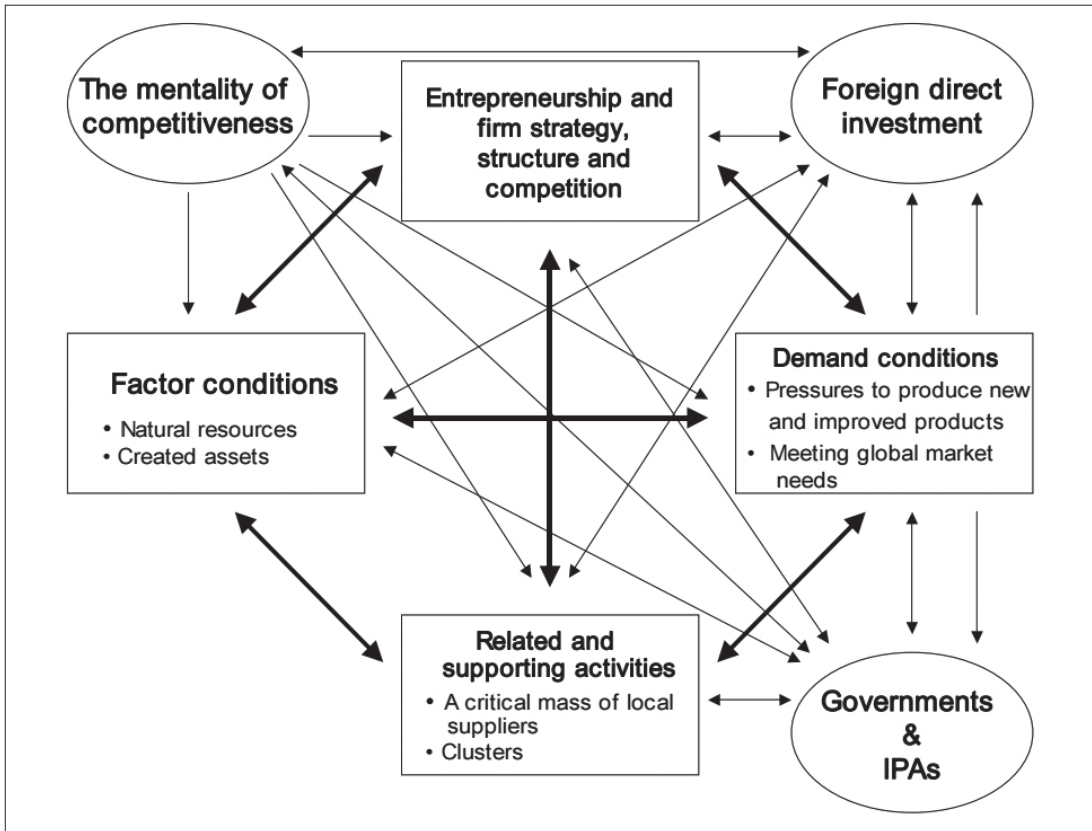 The mentality of
competitiveness
Entrepreneurship and
firm strategy,
structure and
competition
Foreign direct
investment
Factor conditions
• Natural resources
• Created assets
Demand conditions
• Pressures to produce new
and improved products
• Meeting global market
needs
Related and
supporting activities
• A critical mass of local
suppliers
• Clusters
Governments
&
IPAs